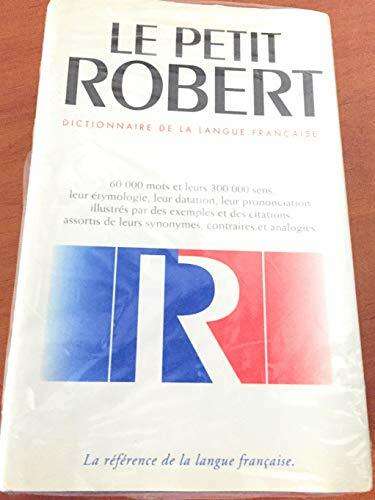 LE PETIT
ROBERT
DICTIONNAIRE DE LA LANGUE FRANÇAISE
60 000 mots et leurs 300 000 sens,
leur étymologie, leur datation, leur prononciation
illustrés par des exemples et des citations,
assortis de leurs synonymes, contraires et analogies.
R
La référence de la langue française.